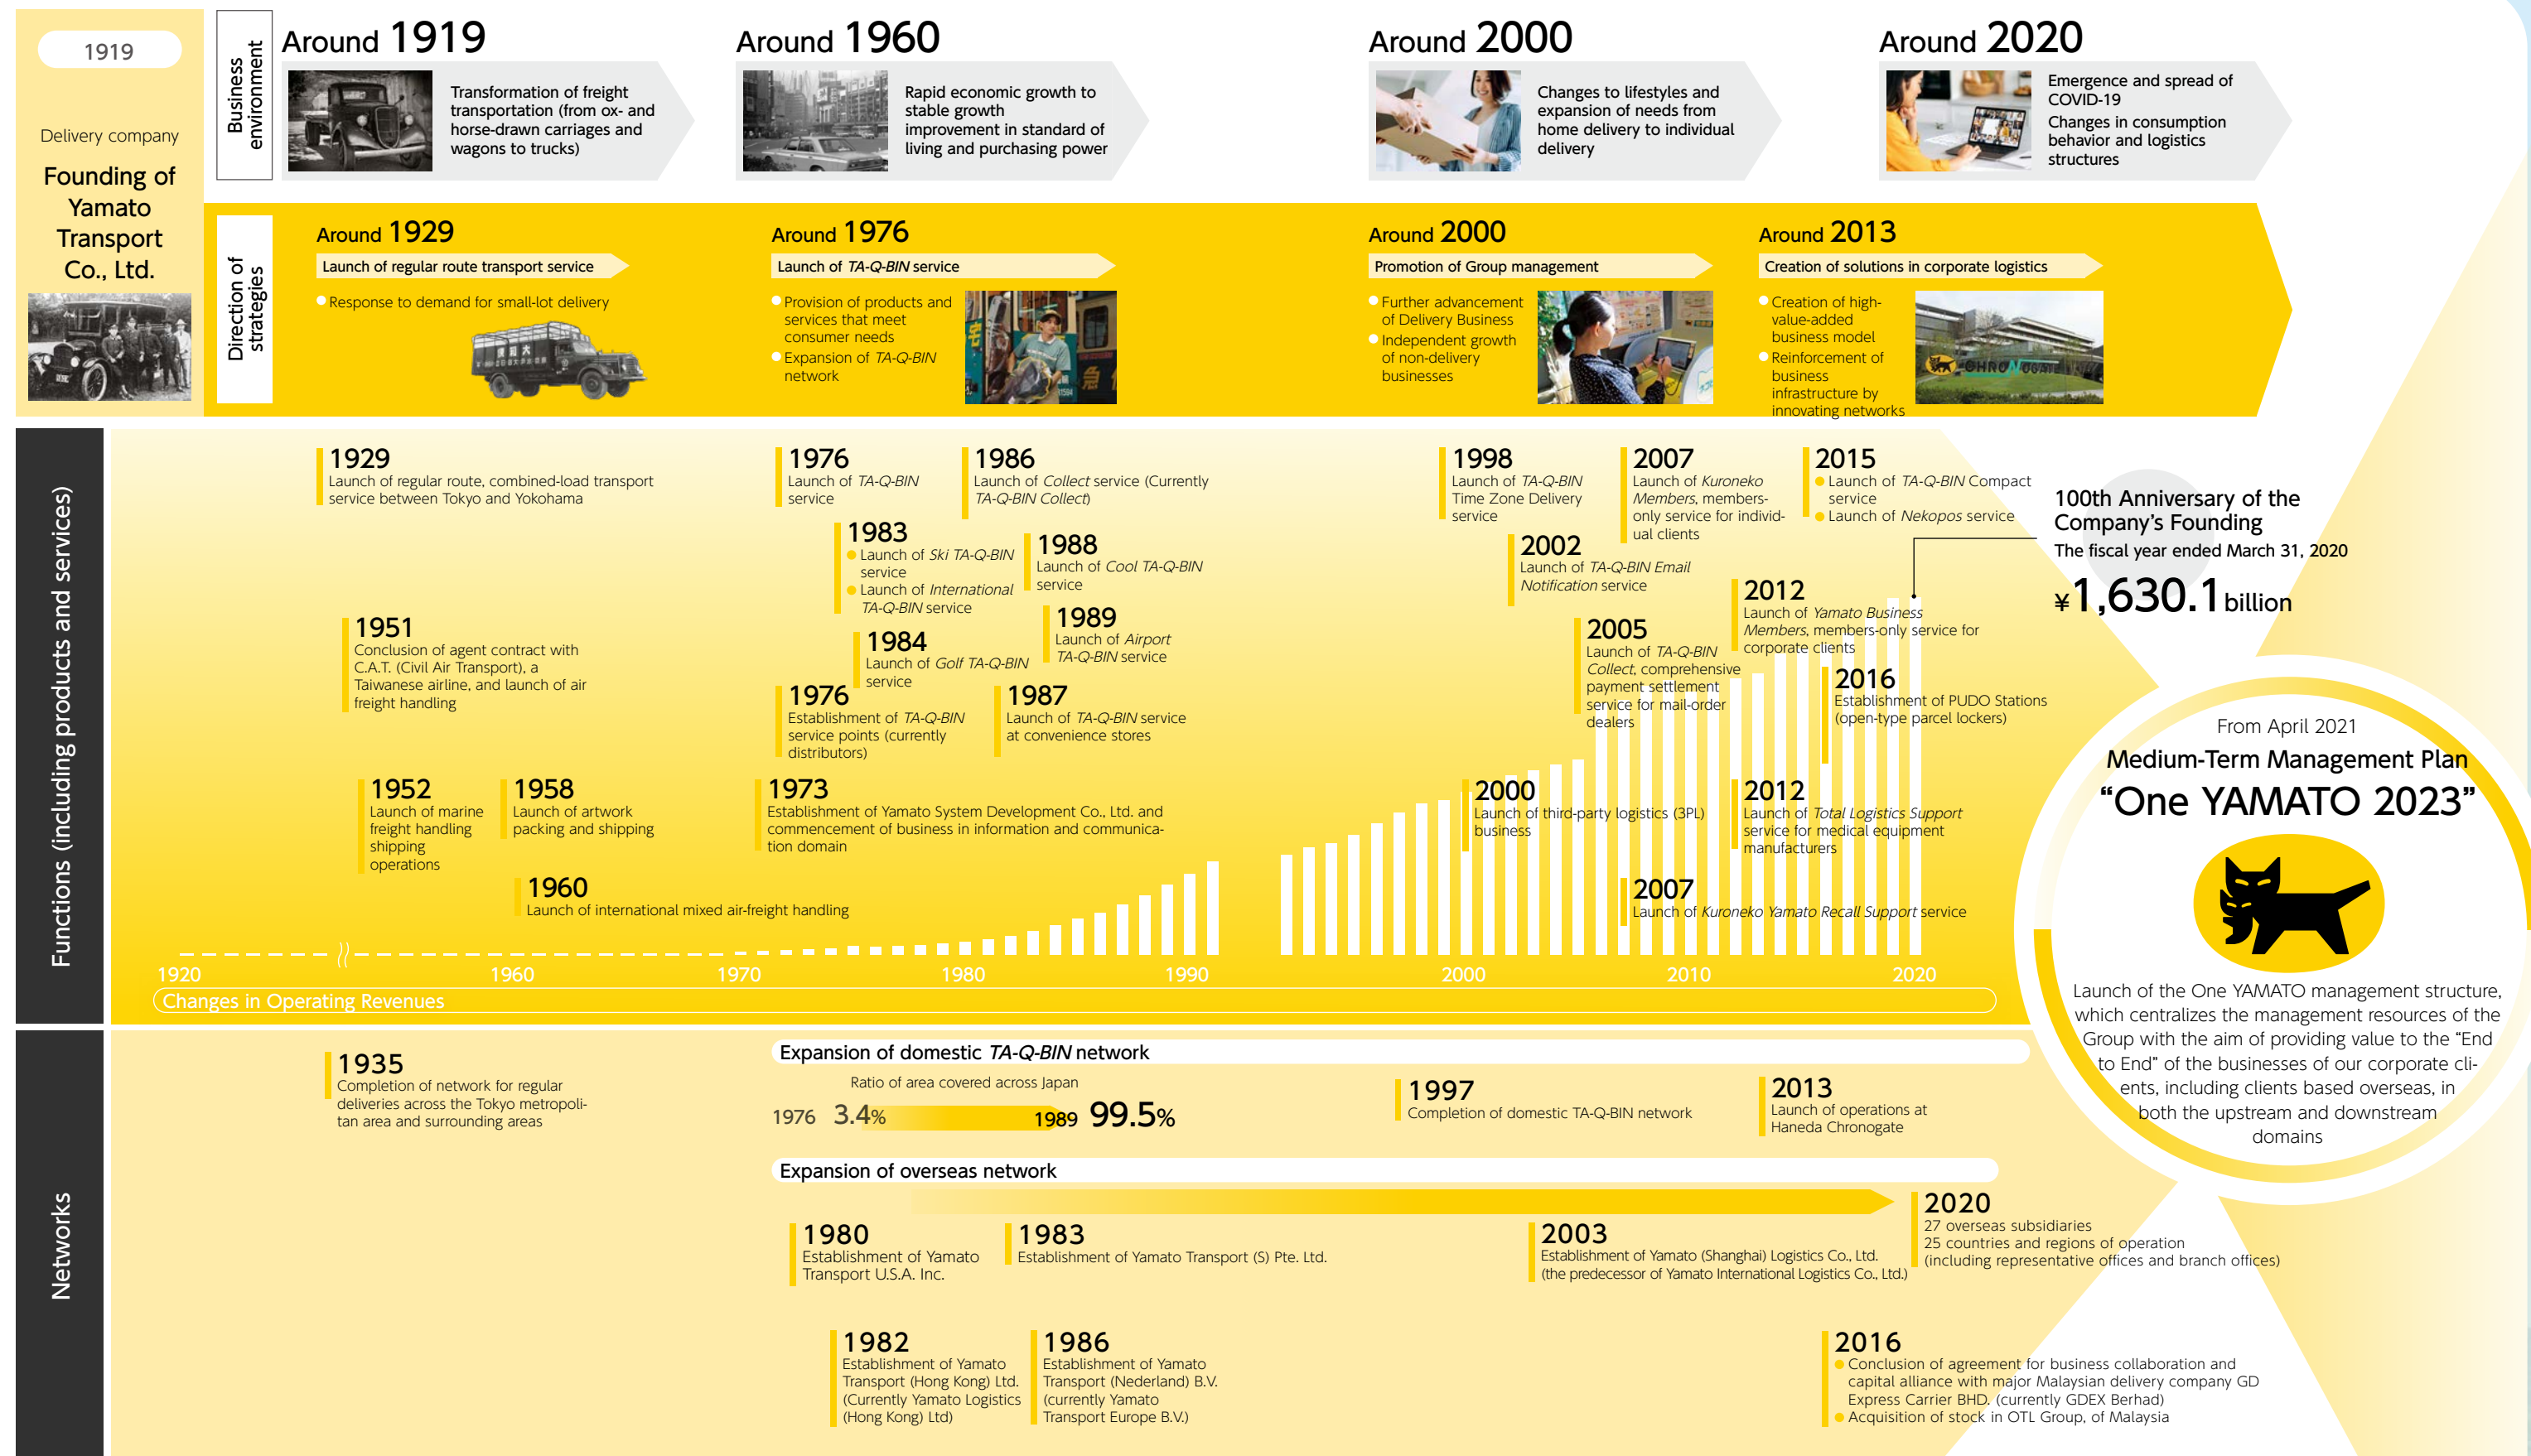 1919
Delivery company
Founding of
Yamato
Transport
Co., Ltd.
Business
environment
Around 1919
Transformation of freight
transportation (from ox- and
horse-drawn carriages and
wagons to trucks)
Around 1960
Rapid economic growth to
stable growth
improvement in standard of
living and purchasing power
Around 2000
Changes to lifestyles and
expansion of needs from
home delivery to individual
delivery
Around 2020
Emergence and spread of
COVID-19
Changes in consumption
behavior and logistics
structures
Direction of
strategies
Around 1929
Launch of regular route transport service
Response to demand for small-lot delivery
Around 1976
Launch of TA-Q-BIN service
Provision of products and
services that meet
consumer needs
Expansion of TA-Q-BIN
network
Around 2000
Promotion of Group management
Further advancement
of Delivery Business
Independent growth
of non-delivery
businesses
Around 2013
Creation of solutions in corporate logistics
Creation of high-
value-added
business model
Reinforcement of
business
infrastructure by
innovating networks
CHRONOGATE
Functions (including products and services)
1929
Launch of regular route, combined-load transport
service between Tokyo and Yokohama
1951
Conclusion of agent contract with
C.A.T. (Civil Air Transport), a
Taiwanese airline, and launch of air
freight handling
1952
Launch of marine
freight handling
shipping
operations
1958
Launch of artwork
packing and shipping
1960
Launch of international mixed air-freight handling
1976
Launch of TA-Q-BIN
service
1986
Launch of Collect service (Currently
TA-Q-BIN Collect)
1983
Launch of Ski TA-Q-BIN
service
Launch of International
TA-Q-BIN service
1988
Launch of Cool TA-Q-BIN
service
1984
Launch of Golf TA-Q-BIN
service
1989
Launch of Airport
TA-Q-BIN service
1976
Establishment of TA-Q-BIN
service points (currently
distributors)
1987
Launch of TA-Q-BIN service
at convenience stores
1973
Establishment of Yamato System Development Co., Ltd. and
commencement of business in information and communica-
tion domain
1998
Launch of TA-Q-BIN
Time Zone Delivery
service
2007
Launch of Kuroneko
Members, members-
only service for individ-
ual clients
2015
Launch of TA-Q-BIN Compact
service
Launch of Nekopos service
2002
Launch of TA-Q-BIN Email
Notification service
2012
Launch of Yamato Business
Members, members-only service for
corporate clients
2005
Launch of TA-Q-BIN
Collect, comprehensive
payment settlement
service for mail-order
dealers
2016
Establishment of PUDO Stations
(open-type parcel lockers)
2000
Launch of third-party logistics (3PL)
business
2012
Launch of Total Logistics Support
service for medical equipment
manufacturers
2007
Launch of Kuroneko Yamato Recall Support service
100th Anniversary of the
Company's Founding
The fiscal year ended March 31, 2020
¥1,630.1 billion
1920 1960 1970 1980 1990 2000 2010 2020
Changes in Operating Revenues
From April 2021
Medium-Term Management Plan
“One YAMATO 2023”
Launch of the One YAMATO management structure,
which centralizes the management resources of the
Group with the aim of providing value to the “End
to End” of the businesses of our corporate cli-
ents, including clients based overseas, in
both the upstream and downstream
domains
Networks
1935
Completion of network for regular
deliveries across the Tokyo metropoli-
tan area and surrounding areas
Expansion of domestic TA-Q-BIN network
Ratio of area covered across Japan
1976 3.4% 1989 99.5%
1997
Completion of domestic TA-Q-BIN network
2013
Launch of operations at
Haneda Chronogate
Expansion of overseas network
1980
Establishment of Yamato
Transport U.S.A. Inc.
1983
Establishment of Yamato Transport (S) Pte. Ltd.
2003
Establishment of Yamato (Shanghai) Logistics Co., Ltd.
(the predecessor of Yamato International Logistics Co., Ltd.)
2020
27 overseas subsidiaries
25 countries and regions of operation
(including representative offices and branch offices)
1982
Establishment of Yamato
Transport (Hong Kong) Ltd.
(Currently Yamato Logistics
(Hong Kong) Ltd)
1986
Establishment of Yamato
Transport (Nederland) B.V.
(currently Yamato
Transport Europe B.V.)
2016
Conclusion of agreement for business collaboration and
capital alliance with major Malaysian delivery company GD
Express Carrier BHD. (currently GDEX Berhad)
Acquisition of stock in OTL Group, of Malaysia